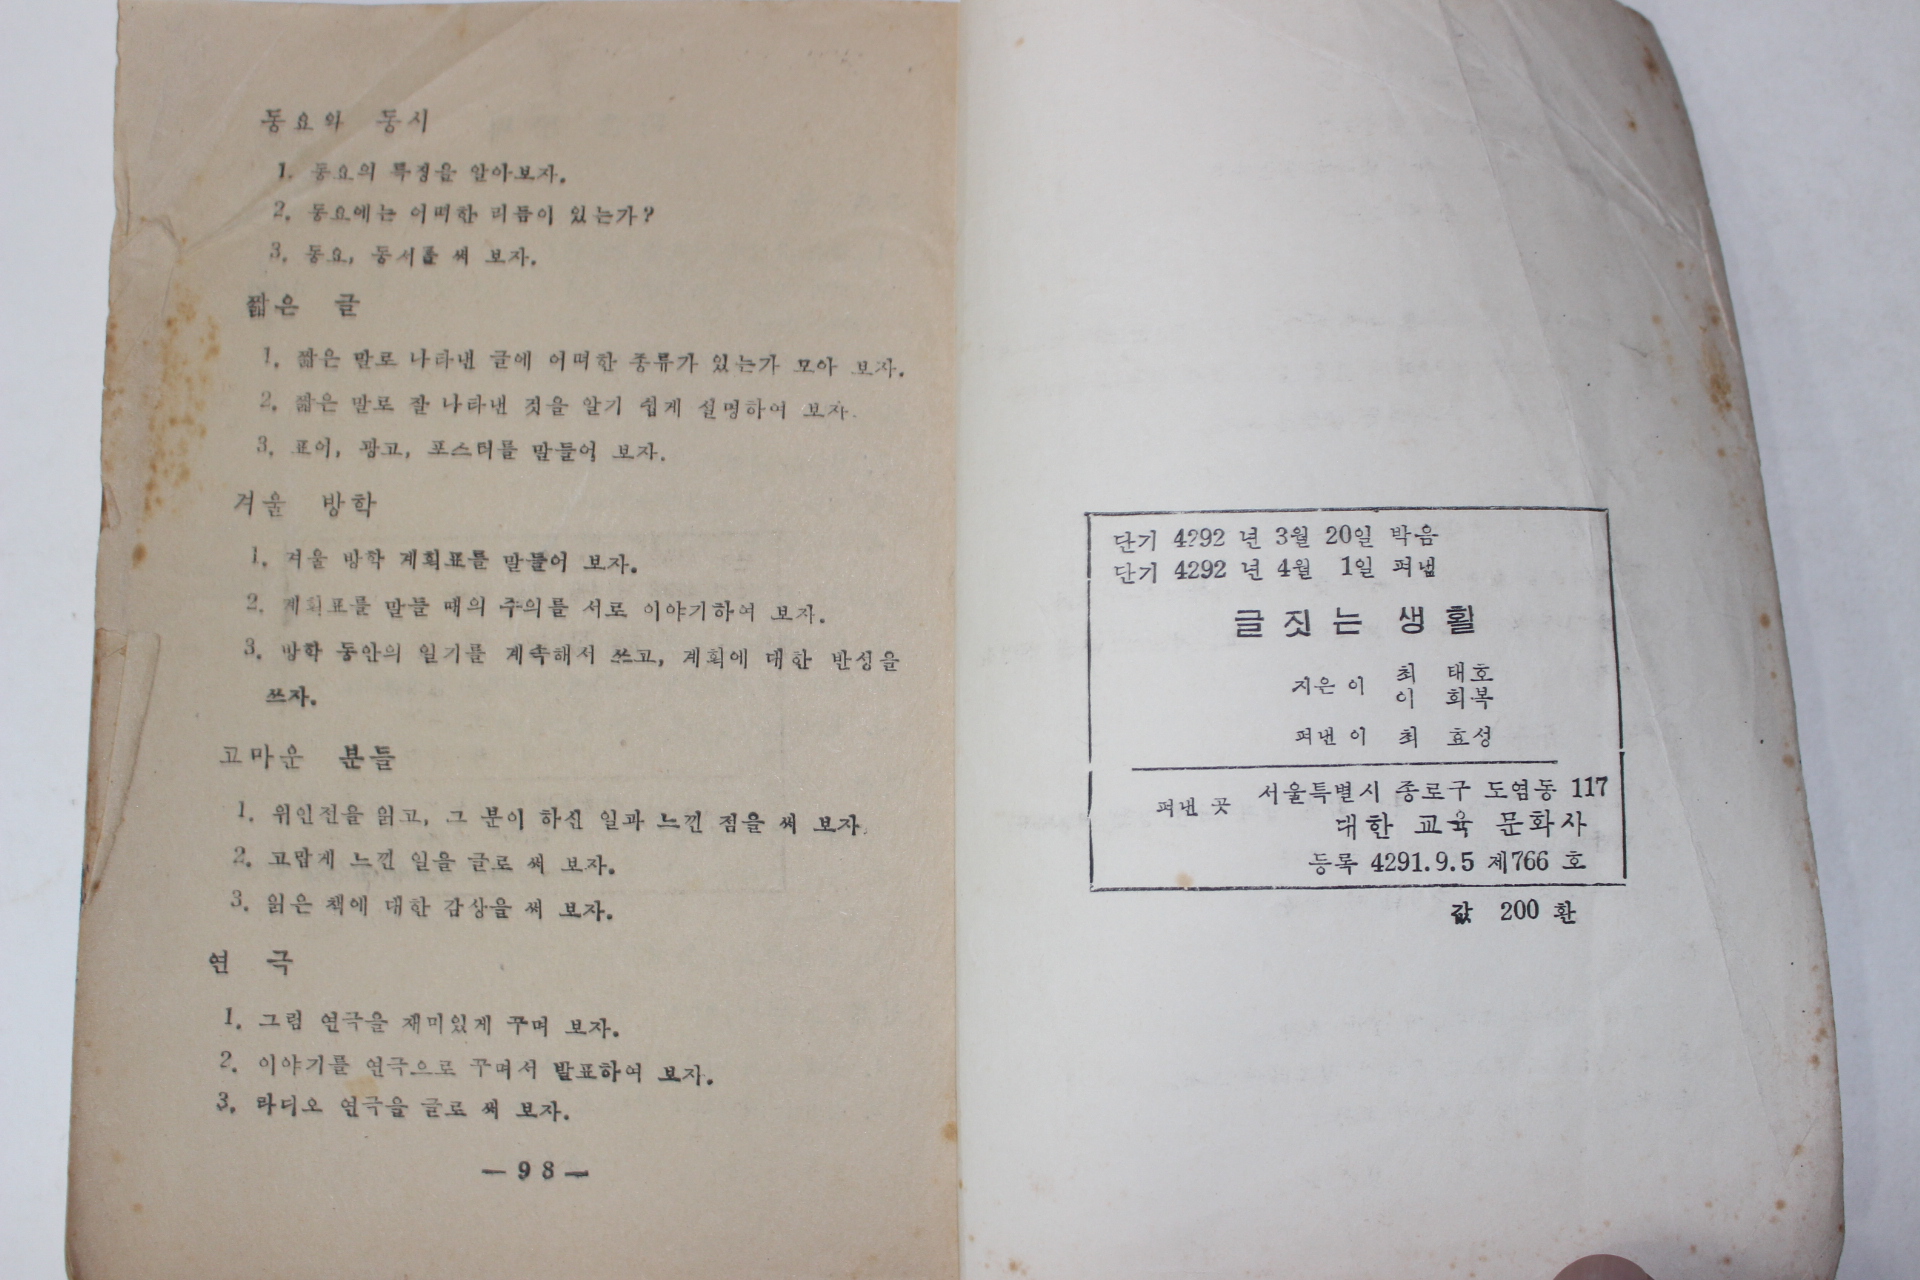 동요와 동시
1. 동요의 특징을 알아보자.
2. 동요에는 어떠한 리듬이 있는가?
3. 동요, 동서를 써 보자.
짧은 글
1. 짧은 말로 나타낸 글에 어떠한 종류가 있는가 모아 보자.
2. 짧은 말로 잘 나타낸 것을 알기 쉽게 설명하여 보자.
3. 표어, 광고, 포스터를 만들어 보자.
겨울 방학
1. 겨울 방학 계획표를 만들어 보자.
2. 계획표를 만들 때의 주의를 서로 이야기하여 보자.
3. 방학 동안의 일기를 계속해서 쓰고, 계획에 대한 반성을
쓰자.
고마운 분들
1. 위인전을 읽고, 그 분이 하신 일과 느낀 점을 써 보자.
2. 고맙게 느낀 일을 글로 써 보자.
3. 읽은 책에 대한 감상을 써 보자.
연 극
1. 그림 연극을 재미있게 꾸며 보자.
2. 이야기를 연극으로 꾸며서 발표하여 보자.
3. 라디오 연극을 글로 써 보자.
—98—
단기 4292 년 3월 20일 박음
단기 4292 년 4월 1일 펴냄
글짓는 생활
지은 이 최 태호
이 희복
펴낸 이 최 효성
펴낸 곳 서울특별시 종로구 도염동 117
대한 교육 문화사
등록 4291.9.5 제766 호
값 200 환